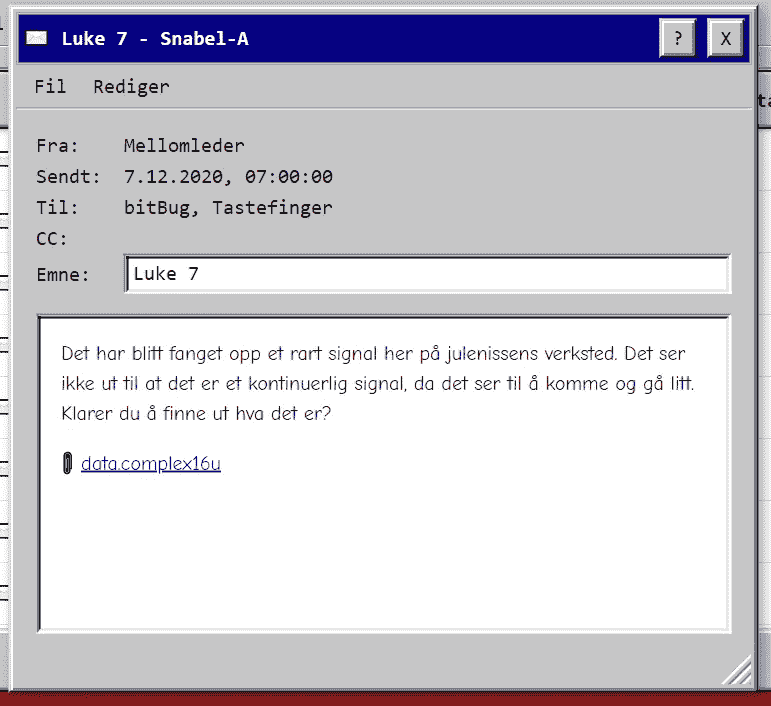 Luke 7 - Snabel-A
? X
Fil Rediger
Fra: Mellomleder
Sendt: 7.12.2020, 07:00:00
Til: bitBug, Tastefinger
CC:
Emne: Luke 7
Det har blitt fanget opp et rart signal her på julenissens verksted. Det ser
ikke ut til at det er et kontinuerlig signal, da det ser til å komme og gå litt.
Klarer du å finne ut hva det er?
data.complex16u